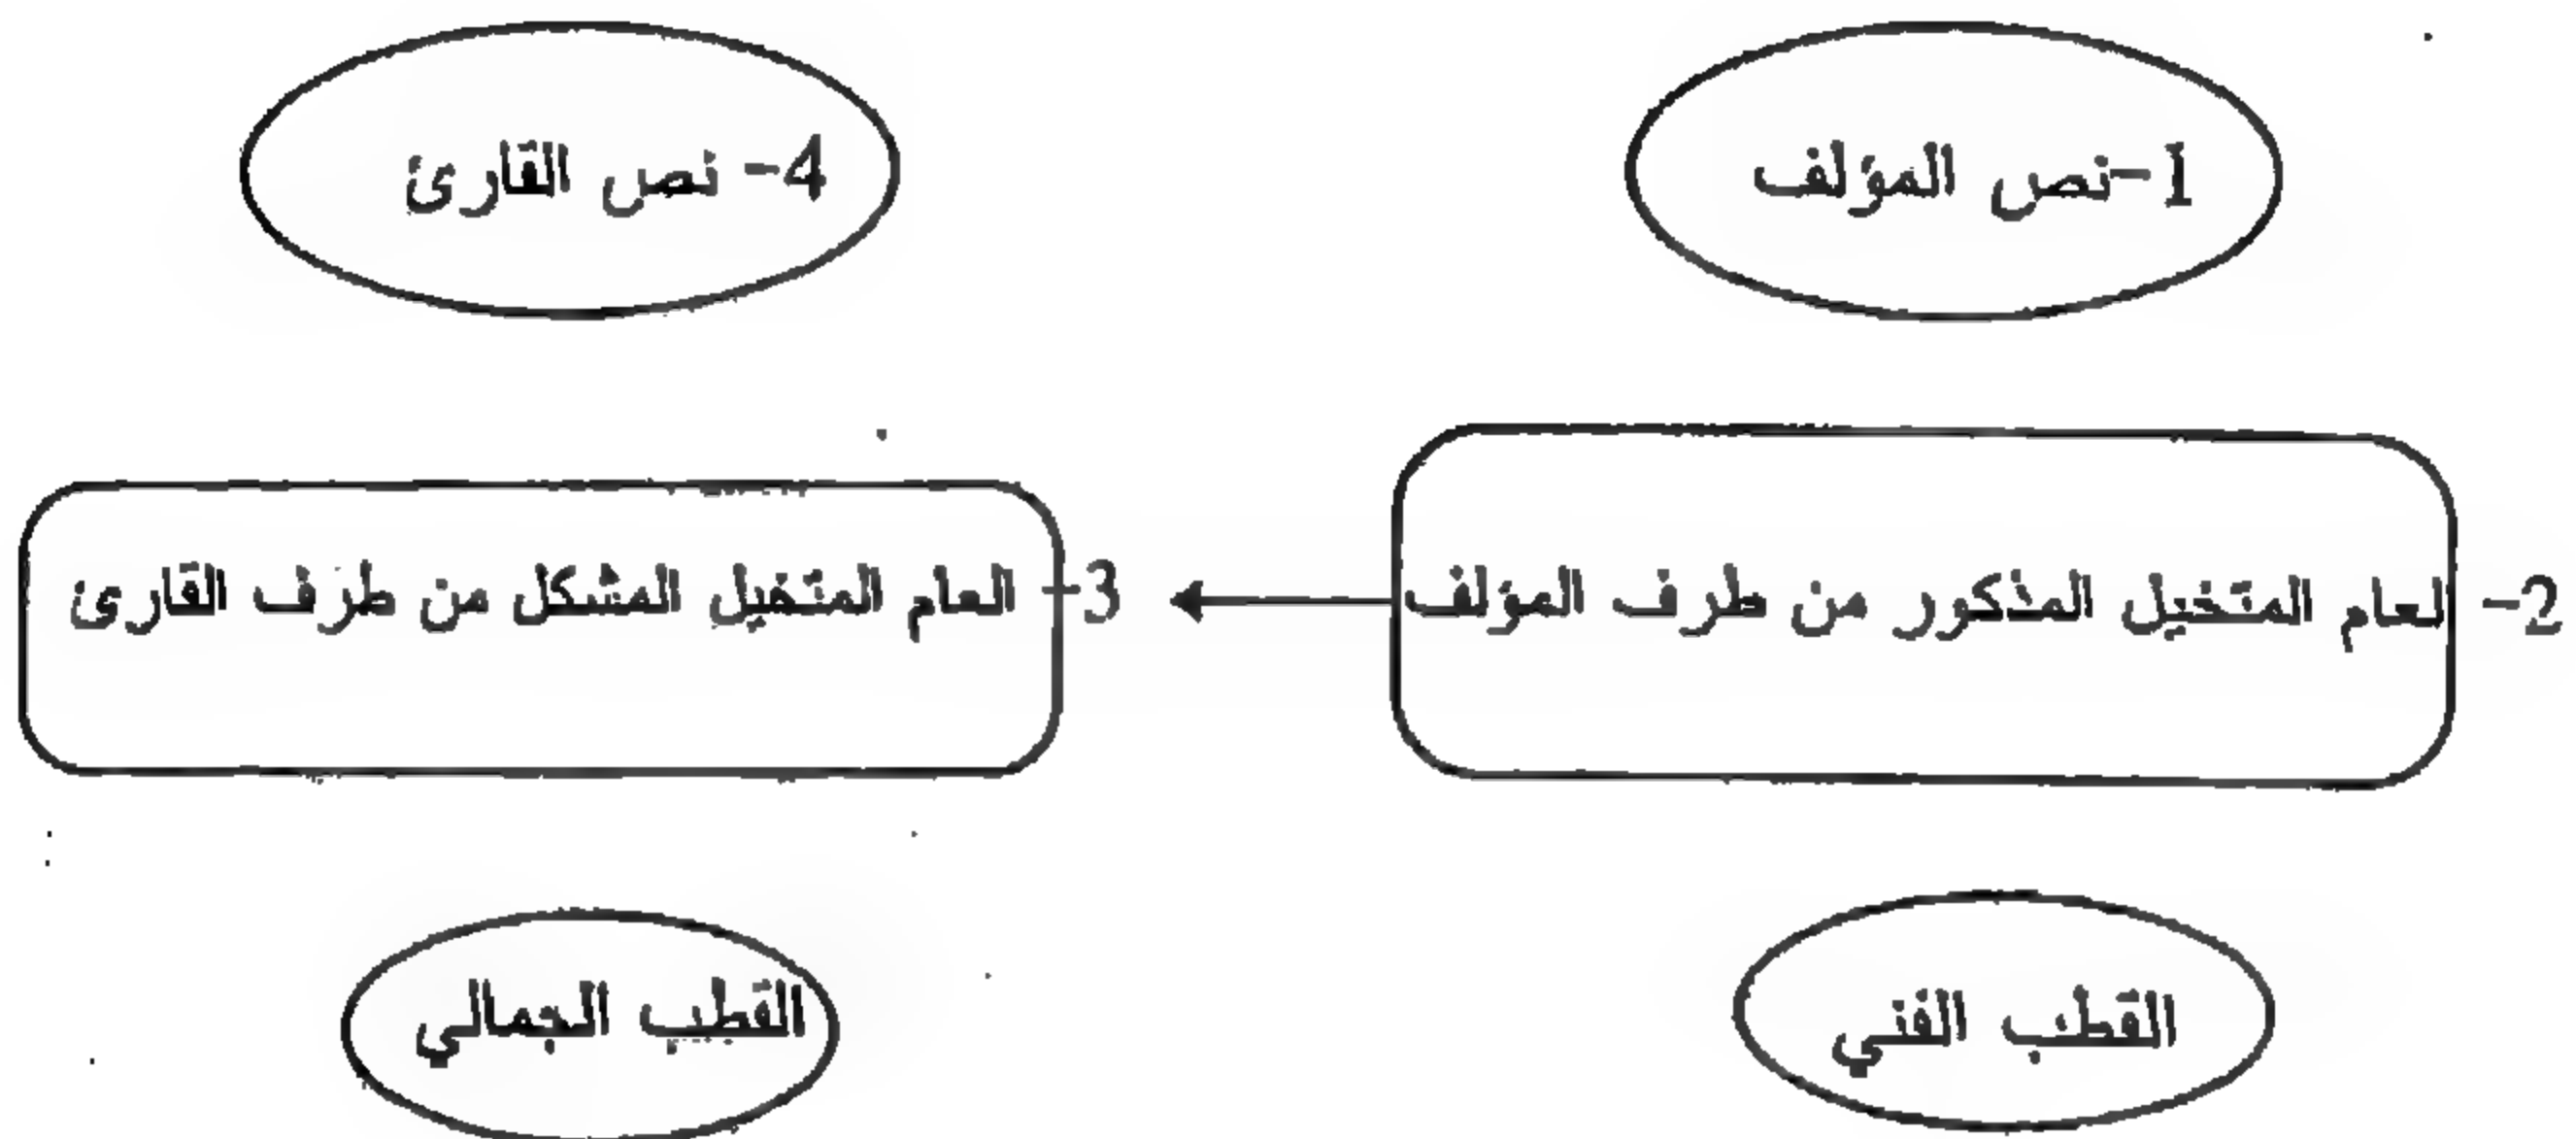 1-نص المؤلف
4- نص القارئ
2- العام المتخيل المذكور من طرف المؤلف
3- العام المتخيل المشكل من طرف القارئ
القطب الفني
القطب الجمالي